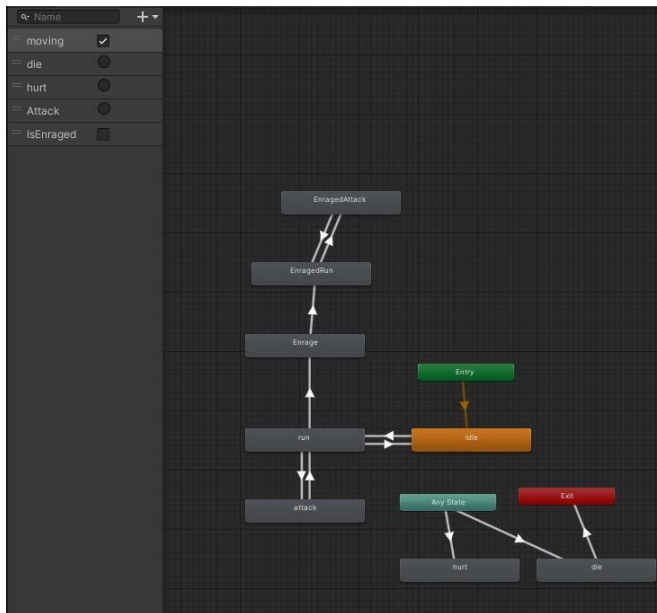 Name
moving
die
hurt
Attack
IsEnraged
EnragedAttack
EnragedRun
Enrage
Entry
run
Idle
attack
Any State
Exit
hurt
die